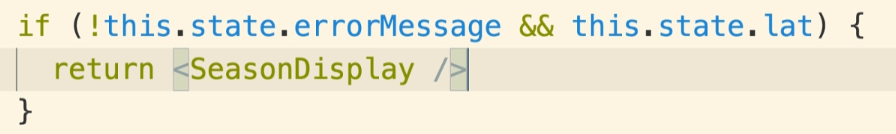 if (!this.state.errorMessage && this.state.lat) {
  return <SeasonDisplay />
}